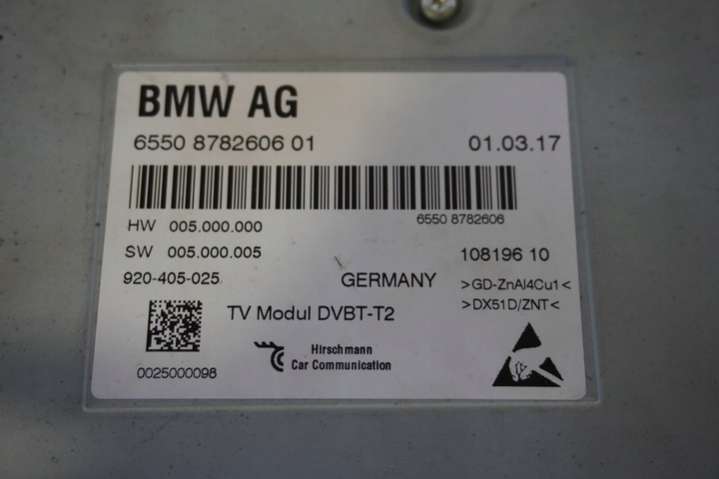 BMW AG
6550 8782606 01 01.03.17
6550 8782606
HW 005.000.000
SW 005.000.005 108196 10
920-405-025 GERMANY >GD-ZnAl4Cu1<
>DX51D/ZNT<
TV Modul DVBT-T2
Hirschmann
Car Communication
0025000098